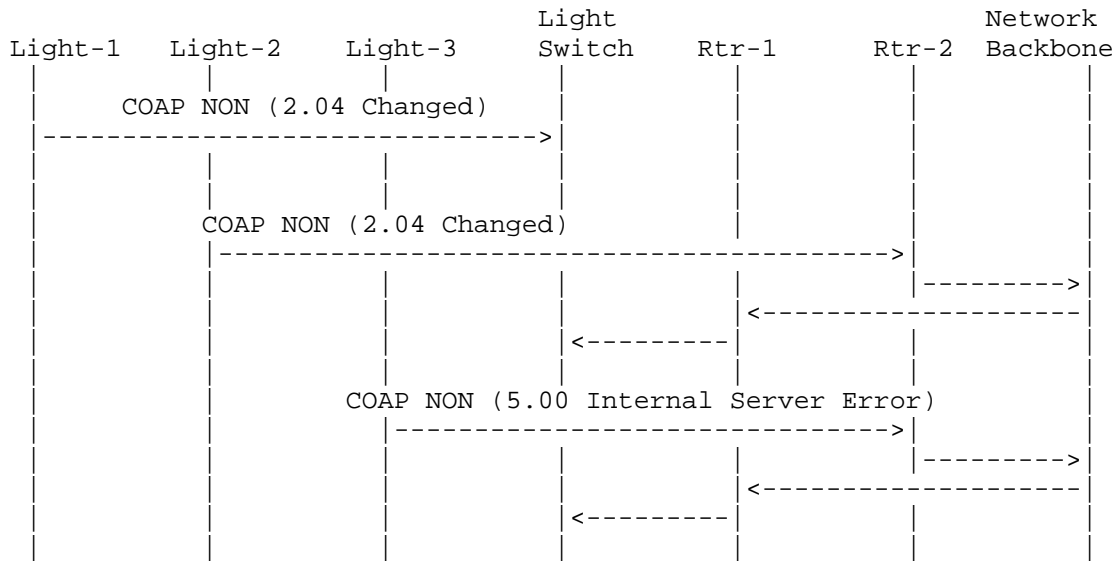 Light Network
Light-1 Light-2 Light-3 Switch Rtr-1 Rtr-2 Backbone
COAP NON (2.04 Changed)
COAP NON (2.04 Changed)
COAP NON (5.00 Internal Server Error)